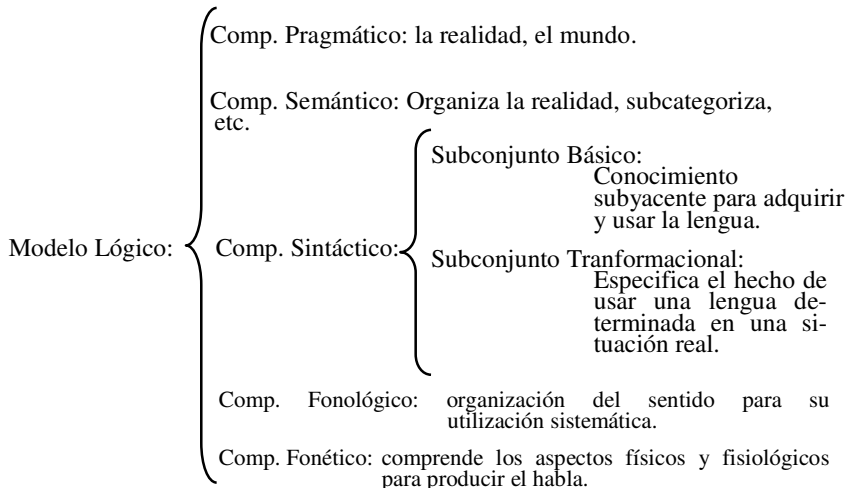 Comp. Pragmático: la realidad, el mundo.
Comp. Semántico: Organiza la realidad, subcategoriza,
etc.
Modelo Lógico:
Comp. Sintáctico:
Subconjunto Básico:
Conocimiento
subyacente para adquirir
y usar la lengua.
Subconjunto Tranformacional:
Especifica el hecho de
usar una lengua de-
terminada en una si-
tuación real.
Comp. Fonológico: organización del sentido para su
utilización sistemática.
Comp. Fonético: comprende los aspectos físicos y fisiológicos
para producir el habla.